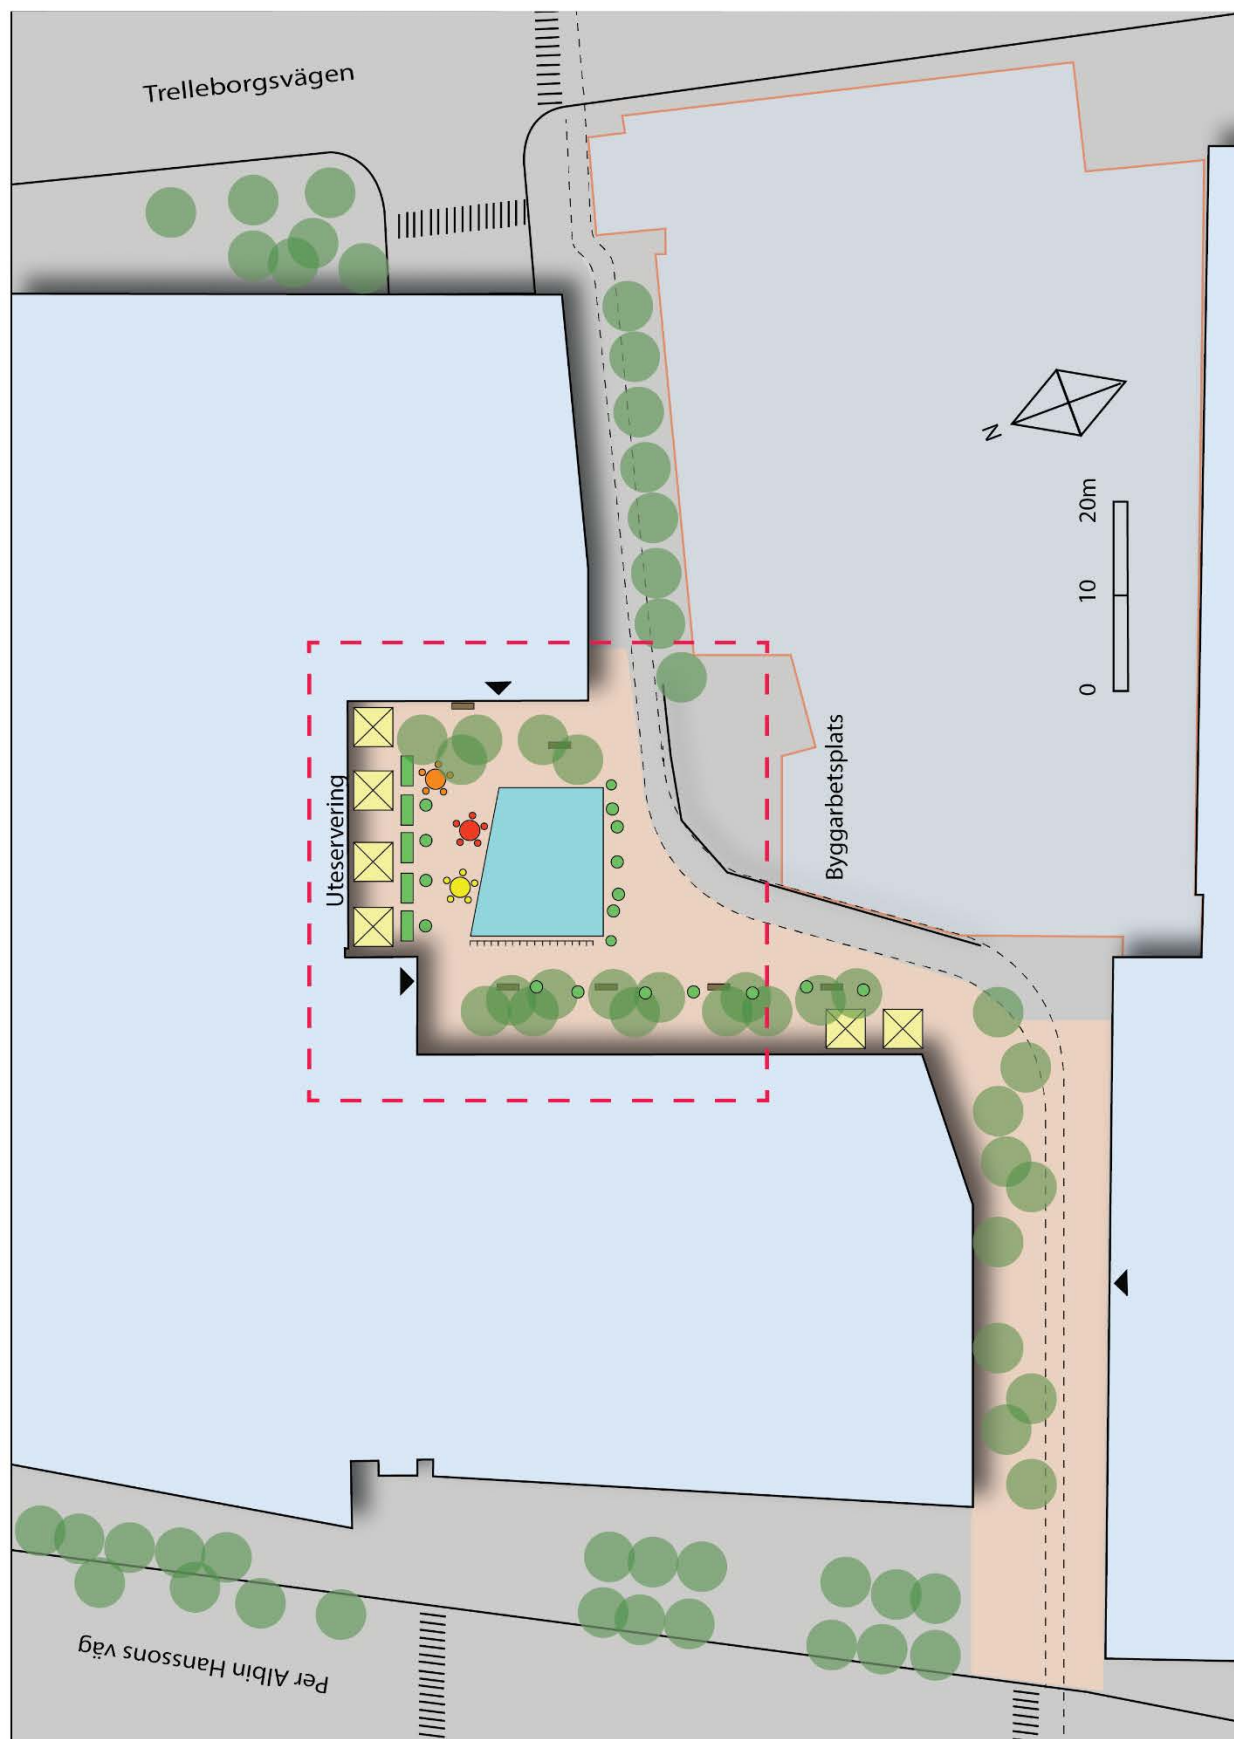 Trelleborgsvägen
N
20m
10
0
Uteservering
Byggarbetsplats
Per Albin Hanssons väg